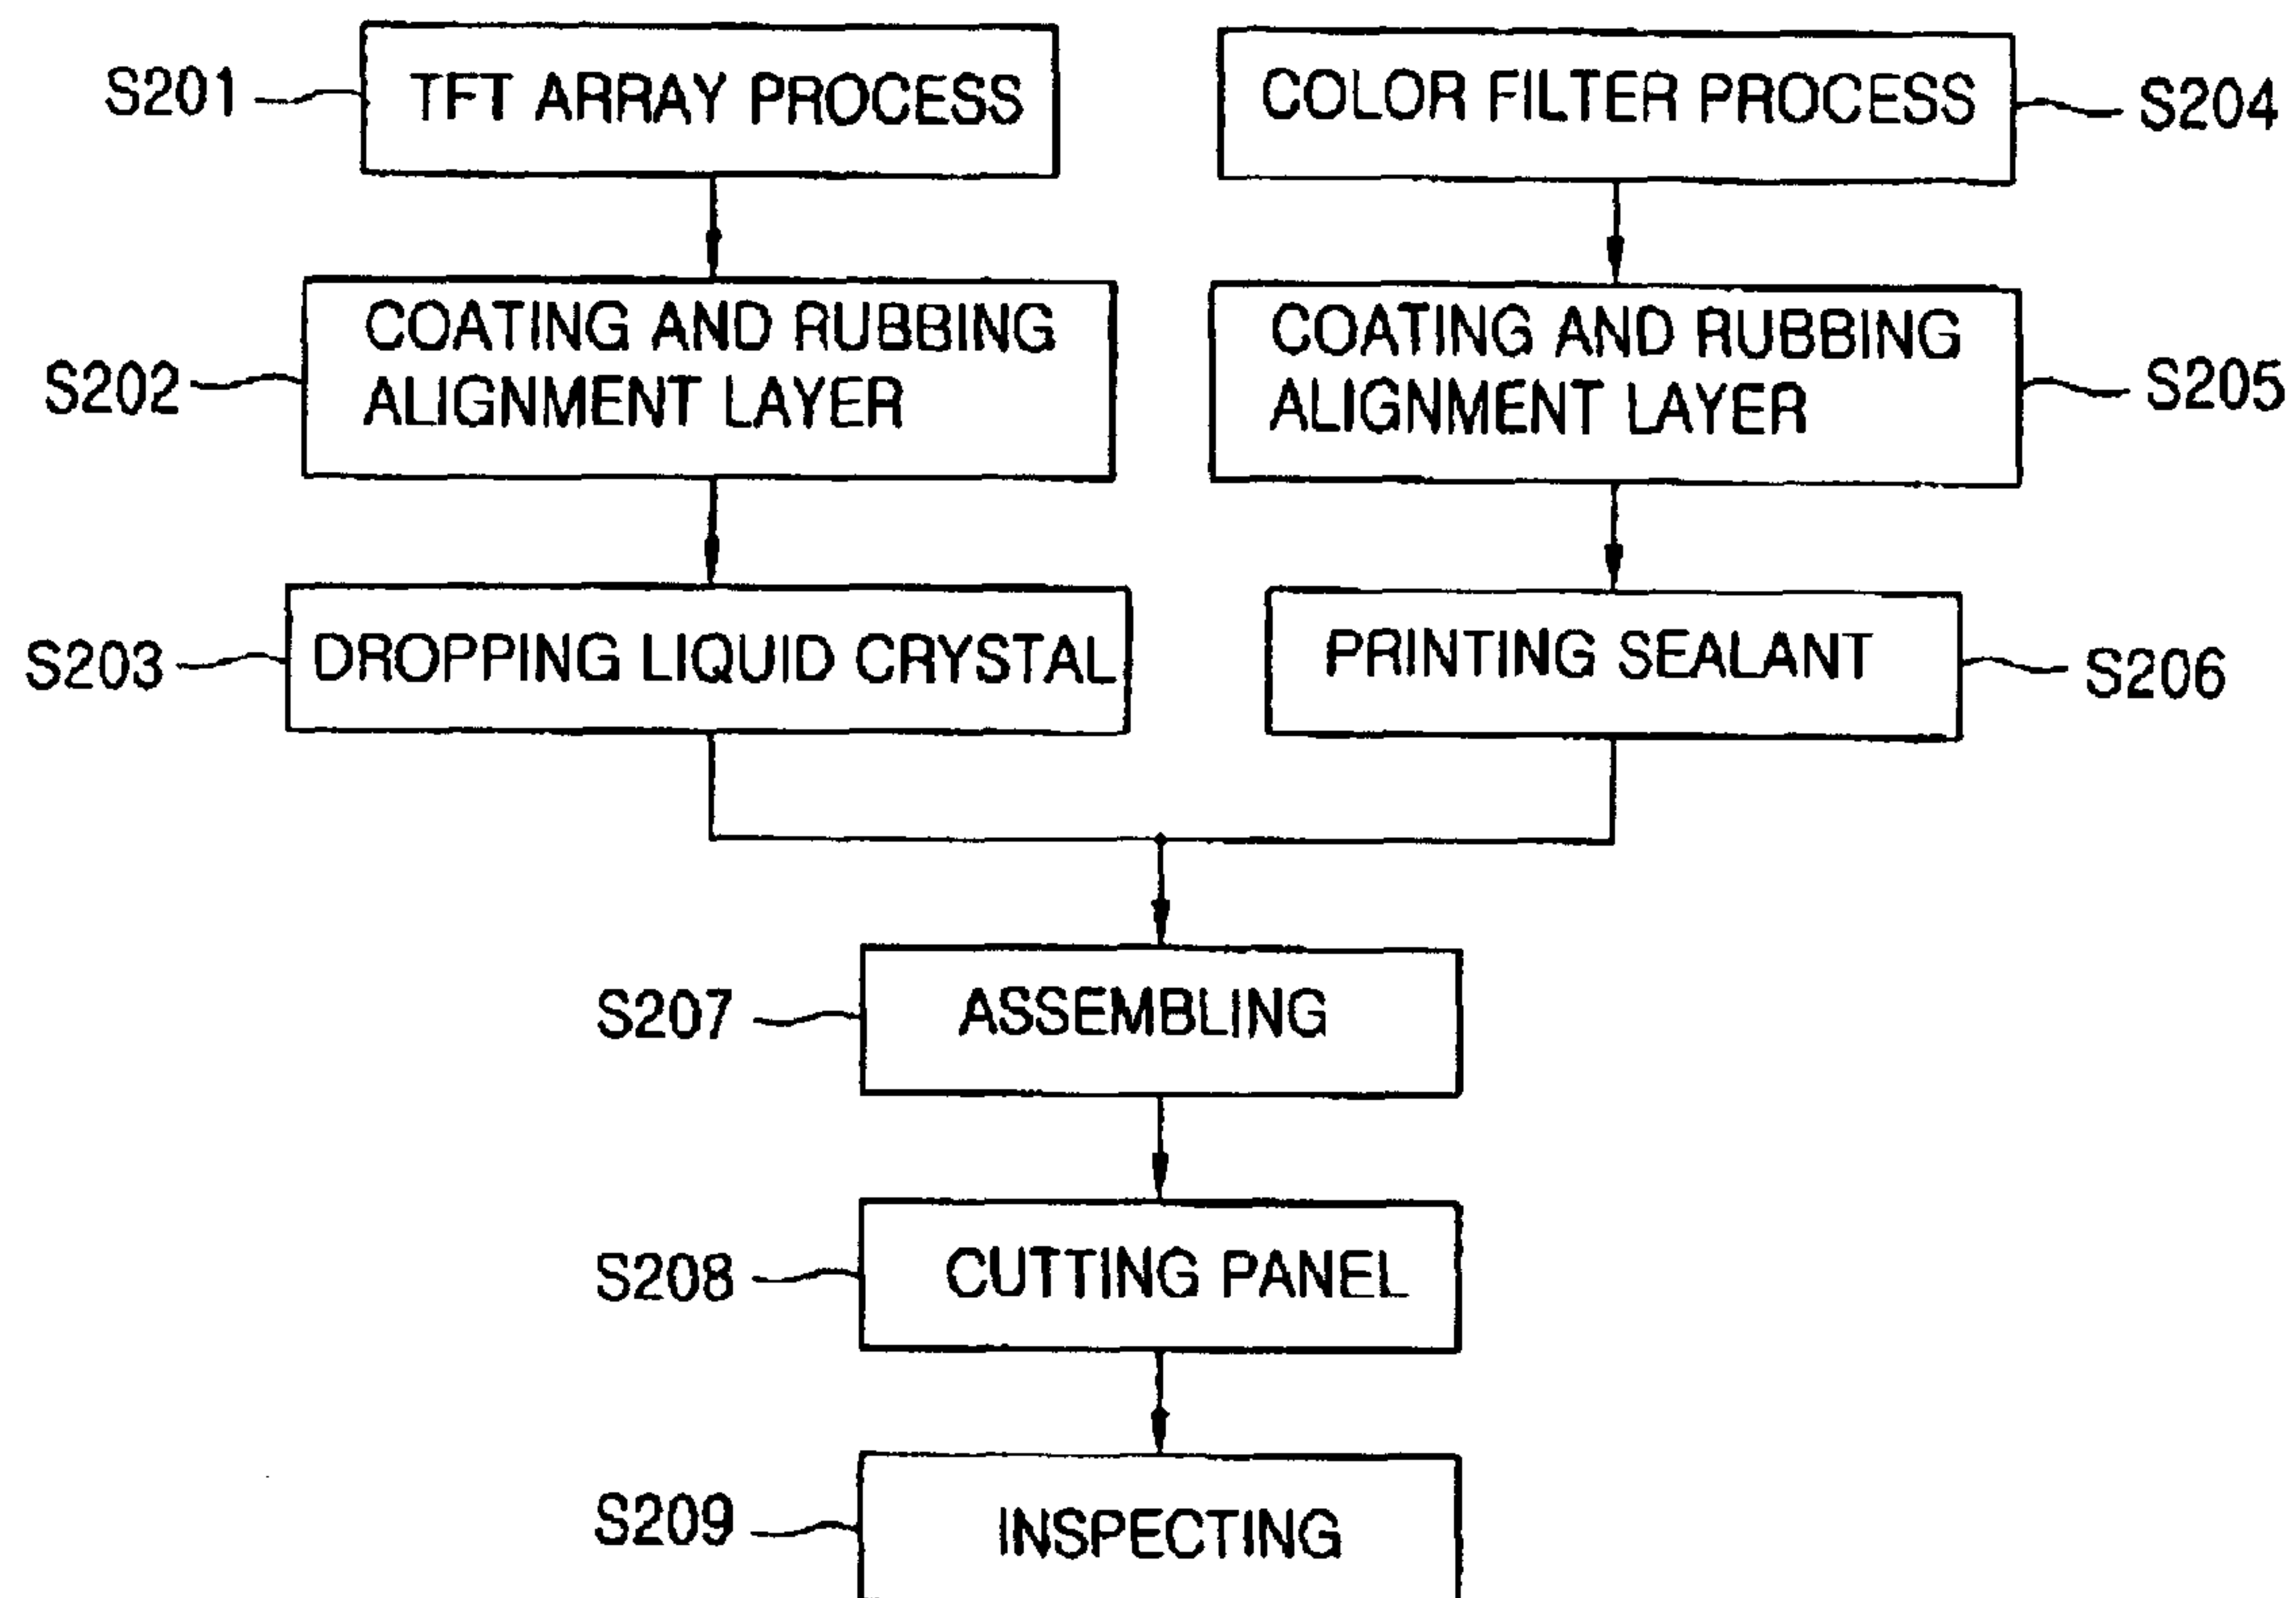 S201
TFT ARRAY PROCESS
COLOR FILTER PROCESS
S204
S202
COATING AND RUBBING
ALIGNMENT LAYER
COATING AND RUBBING
ALIGNMENT LAYER
S205
S203
DROPPING LIQUID CRYSTAL
PRINTING SEALANT
S206
S207
ASSEMBLING
S208
CUTTING PANEL
S209
INSPECTING